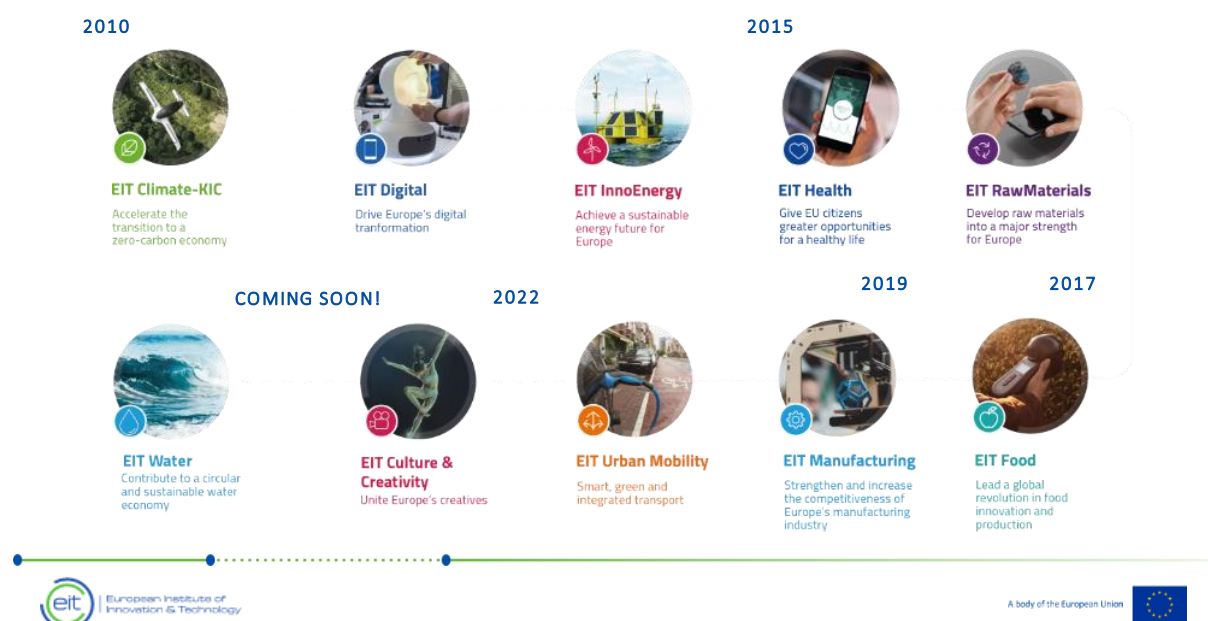 2010
2015
EIT Climate-KIC
Accelerate the
transition to a
zero-carbon economy
EIT Digital
Drive Europe's digital
tranformation
EIT InnoEnergy
Achieve a sustainable
energy future for
Europe
EIT Health
Give EU citizens
greater opportunities
for a healthy life
EIT RawMaterials
Develop raw materials
into a major strength
for Europe
COMING SOON!
2022
2019
2017
EIT Water
Contribute to a circular
and sustainable water
economy
EIT Culture &
Creativity
Unite Europe's creatives
EIT Urban Mobility
Smart, green and
integrated transport
EIT Manufacturing
Strengthen and increase
the competitiveness of
Europe's manufacturing
industry
EIT Food
Lead a global
revolution in food
innovation and
production
eit
European Institute of
Innovation & Technology
A body of the European Union